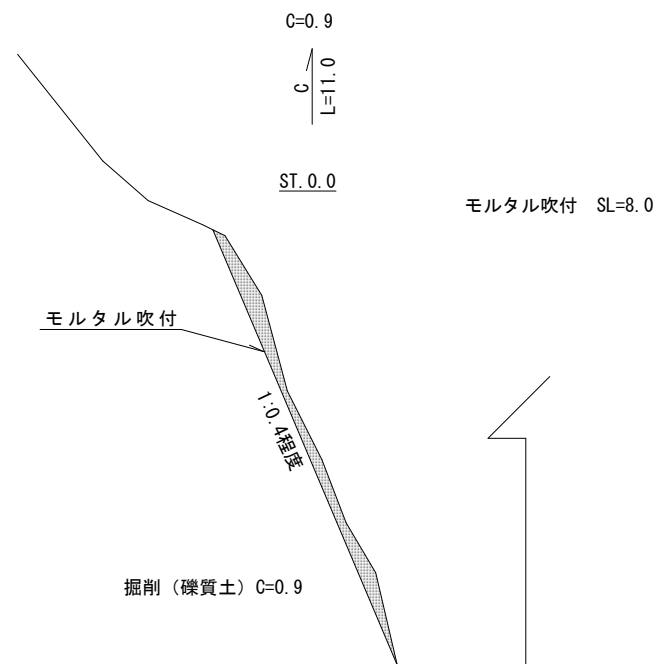 C=0.9
C
L=11.0
ST.0.0
モルタル吹付　SL=8.0
モルタル吹付
1:0.4程度
掘削（礫質土）C=0.9